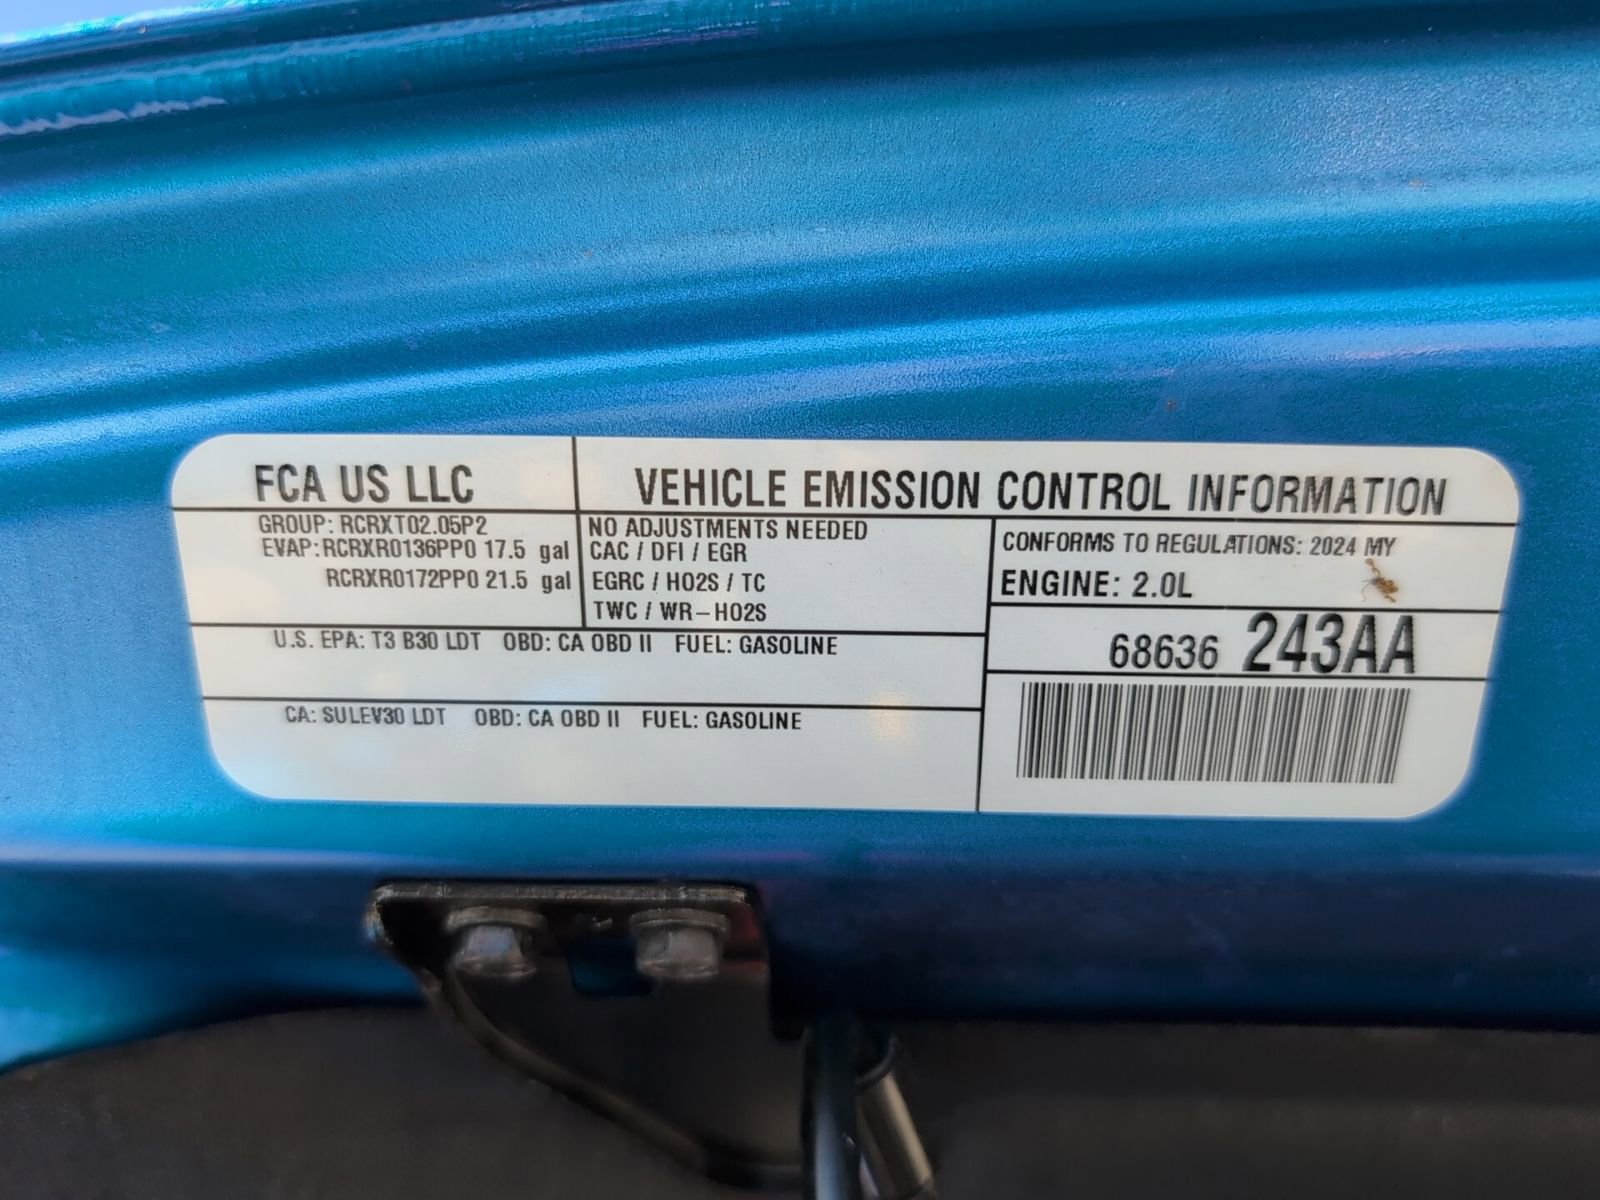 FCA US LLC
VEHICLE EMISSION CONTROL INFORMATION
GROUP: RCRXT02.05P2
EVAP: RCRXR0136PP0 17.5 gal
RCRXR0172PP0 21.5 gal
NO ADJUSTMENTS NEEDED
CAC / DFI / EGR
EGRC / HO2S / TC
TWC / WR-HO2S
CONFORMS TO REGULATIONS: 2024 MY
ENGINE: 2.0L
U.S. EPA: T3 B30 LDT OBD: CA OBD II FUEL: GASOLINE
CA: SULEV30 LDT OBD: CA OBD II FUEL: GASOLINE
68636 243AA